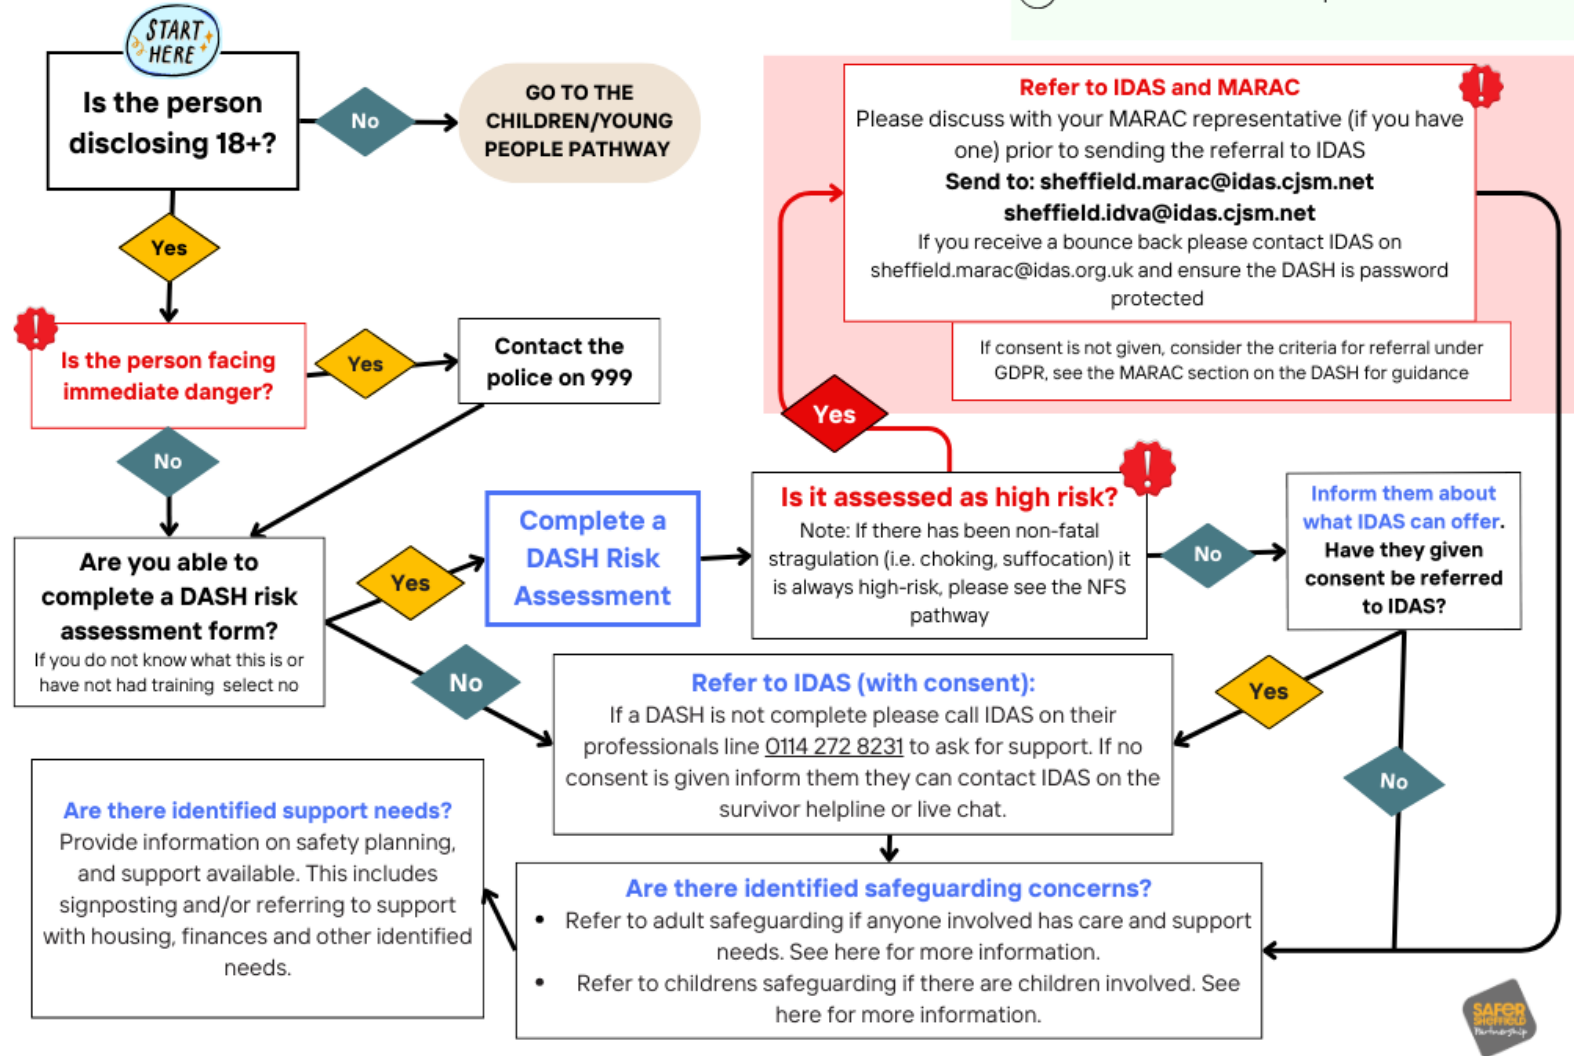 START
HERE
Is the person
disclosing 18+?
No
GO TO THE
CHILDREN/YOUNG
PEOPLE PATHWAY
Yes
Is the person facing
immediate danger?
Yes
Contact the
police on 999
No
Are you able to
complete a DASH risk
assessment form?
If you do not know what this is or
have not had training select no
Yes
Complete a
DASH Risk
Assessment
No
Is it assessed as high risk?
Note: If there has been non-fatal
stragulation (i.e. choking, suffocation) it
is always high-risk, please see the NFS
pathway
Yes
Refer to IDAS and MARAC
Please discuss with your MARAC representative (if you have
one) prior to sending the referral to IDAS
Send to: sheffield.marac@idas.cjsm.net
sheffield.idva@idas.cjsm.net
If you receive a bounce back please contact IDAS on
sheffield.marac@idas.org.uk and ensure the DASH is password
protected
If consent is not given, consider the criteria for referral under
GDPR, see the MARAC section on the DASH for guidance
No
Inform them about
what IDAS can offer.
Have they given
consent be referred
to IDAS?
Yes
No
Refer to IDAS (with consent):
If a DASH is not complete please call IDAS on their
professionals line 0114 272 8231 to ask for support. If no
consent is given inform them they can contact IDAS on the
survivor helpline or live chat.
Are there identified safeguarding concerns?
• Refer to adult safeguarding if anyone involved has care and support
needs. See here for more information.
• Refer to childrens safeguarding if there are children involved. See
here for more information.
Are there identified support needs?
Provide information on safety planning,
and support available. This includes
signposting and/or referring to support
with housing, finances and other identified
needs.
SAFER
SHEFFIELD
Partnership